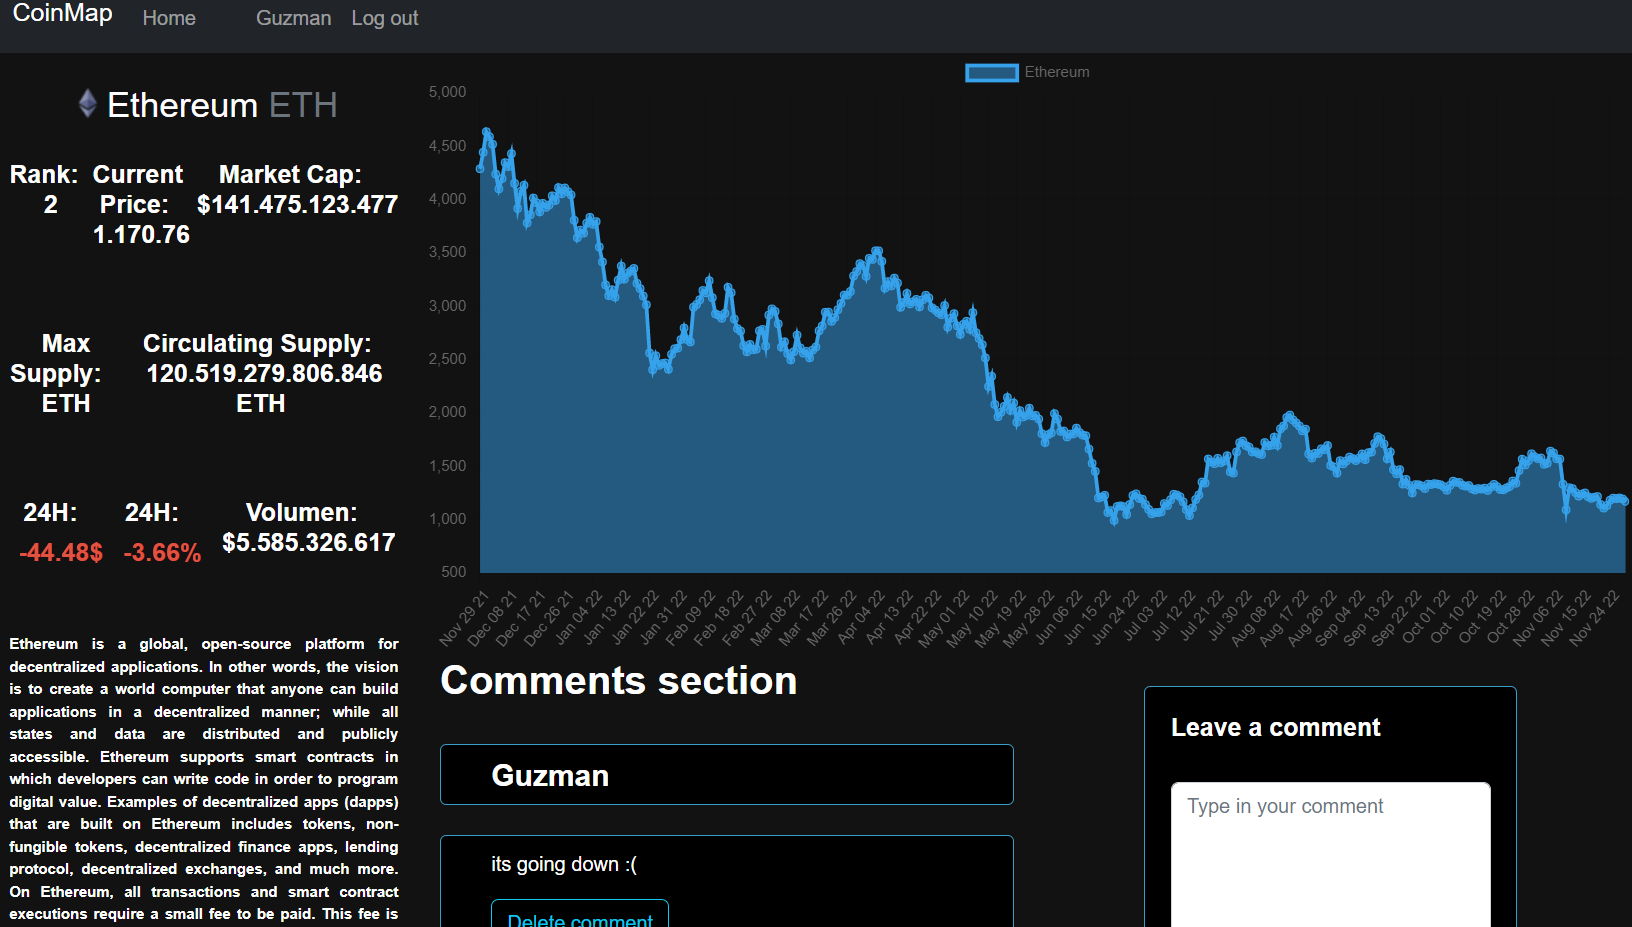 CoinMap Home Guzman Log out
Ethereum ETH
Rank: 2
Current Price: 1.170.76
Market Cap: $141.475.123.477
Max Supply: ETH
Circulating Supply: 120.519.279.806.846 ETH
24H: -44.48$
24H: -3.66%
Volumen: $5.585.326.617
Ethereum is a global, open-source platform for
decentralized applications. In other words, the vision
is to create a world computer that anyone can build
applications in a decentralized manner; while all
states and data are distributed and publicly
accessible. Ethereum supports smart contracts in
which developers can write code in order to program
digital value. Examples of decentralized apps (dapps)
that are built on Ethereum includes tokens, non-
fungible tokens, decentralized finance apps, lending
protocol, decentralized exchanges, and much more.
On Ethereum, all transactions and smart contract
executions require a small fee to be paid. This fee is
Ethereum
5,000
4,500
4,000
3,500
3,000
2,500
2,000
1,500
1,000
500
Nov 29 21
Dec 08 21
Dec 17 21
Dec 26 21
Jan 04 22
Jan 13 22
Jan 22 22
Jan 31 22
Feb 09 22
Feb 18 22
Feb 27 22
Mar 08 22
Mar 17 22
Mar 26 22
Apr 04 22
Apr 13 22
Apr 22 22
May 01 22
May 10 22
May 19 22
May 28 22
Jun 06 22
Jun 15 22
Jun 24 22
Jul 03 22
Jul 12 22
Jul 21 22
Jul 30 22
Aug 08 22
Aug 17 22
Aug 26 22
Sep 04 22
Sep 13 22
Sep 22 22
Oct 01 22
Oct 10 22
Oct 19 22
Oct 28 22
Nov 06 22
Nov 15 22
Nov 24 22
Comments section
Guzman
its going down :(
Delete comment
Leave a comment
Type in your comment